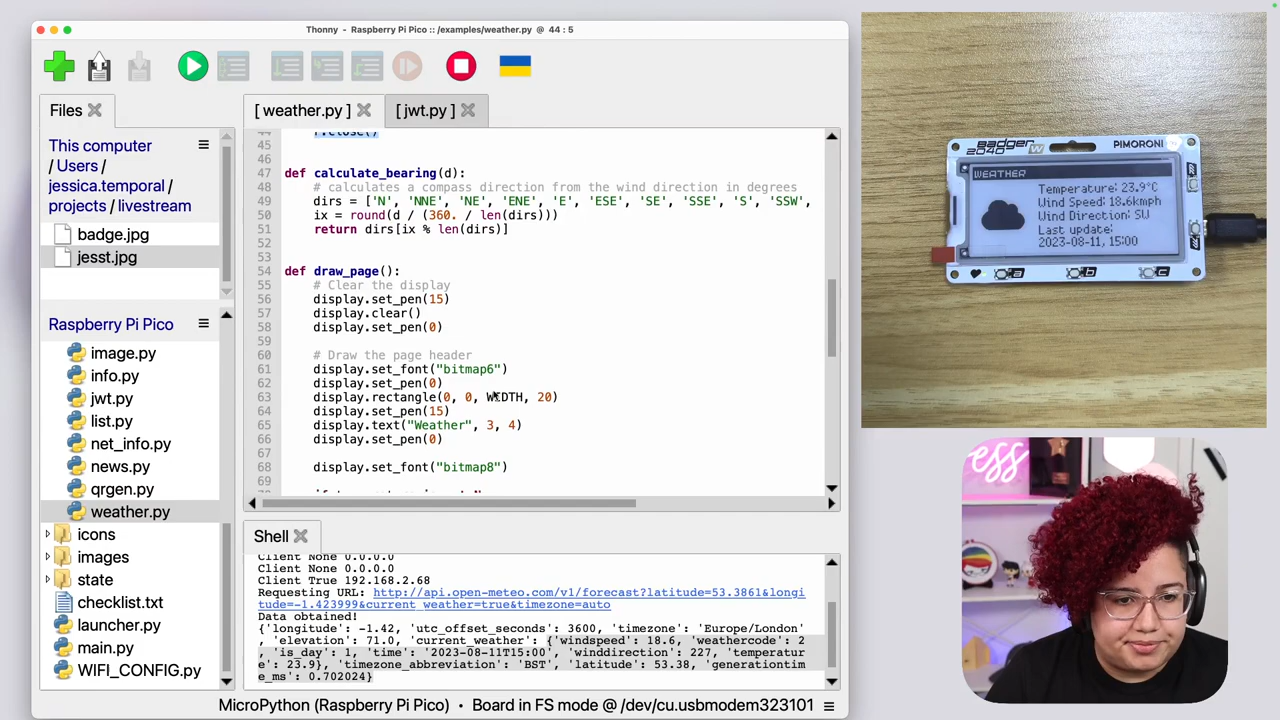 Thonny - Raspberry Pi Pico :: /examples/weather.py @ 44 : 5
Files
[ weather.py ]
[ jwt.py ]
This computer
/ Users /
jessica.temporal /
projects / livestream
badge.jpg
jesst.jpg
Raspberry Pi Pico
image.py
info.py
jwt.py
list.py
net_info.py
news.py
qrgen.py
weather.py
icons
images
state
checklist.txt
launcher.py
main.py
WIFI_CONFIG.py
44 r.close()
45
46
47 def calculate_bearing(d):
48 # calculates a compass direction from the wind direction in degrees
49 dirs = ['N', 'NNE', 'NE', 'ENE', 'E', 'ESE', 'SE', 'SSE', 'S', 'SSW',
50 ix = round(d / (360. / len(dirs)))
51 return dirs[ix % len(dirs)]
52
53
54 def draw_page():
55 # Clear the display
56 display.set_pen(15)
57 display.clear()
58 display.set_pen(0)
59
60 # Draw the page header
61 display.set_font("bitmap6")
62 display.set_pen(0)
63 display.rectangle(0, 0, WIDTH, 20)
64 display.set_pen(15)
65 display.text("Weather", 3, 4)
66 display.set_pen(0)
67
68 display.set_font("bitmap8")
69
Shell
Client None 0.0.0.0
Client None 0.0.0.0
Client True 192.168.2.68
Requesting URL: http://api.open-meteo.com/v1/forecast?latitude=53.3861&longi
tude=-1.423999&current_weather=true&timezone=auto
Data obtained!
{'longitude': -1.42, 'utc_offset_seconds': 3600, 'timezone': 'Europe/London'
, 'elevation': 71.0, 'current_weather': {'windspeed': 18.6, 'weathercode': 2
, 'is_day': 1, 'time': '2023-08-11T15:00', 'winddirection': 227, 'temperatur
e': 23.9}, 'timezone_abbreviation': 'BST', 'latitude': 53.38, 'generationtim
e_ms': 0.702024}
MicroPython (Raspberry Pi Pico) • Board in FS mode @ /dev/cu.usbmodem323101
badger
2040 W
PIMORONI
WEATHER
Temperature: 23.9°C
Wind Speed: 18.6kmph
Wind Direction: SW
Last update:
2023-08-11, 15:00
a
b
c
ess